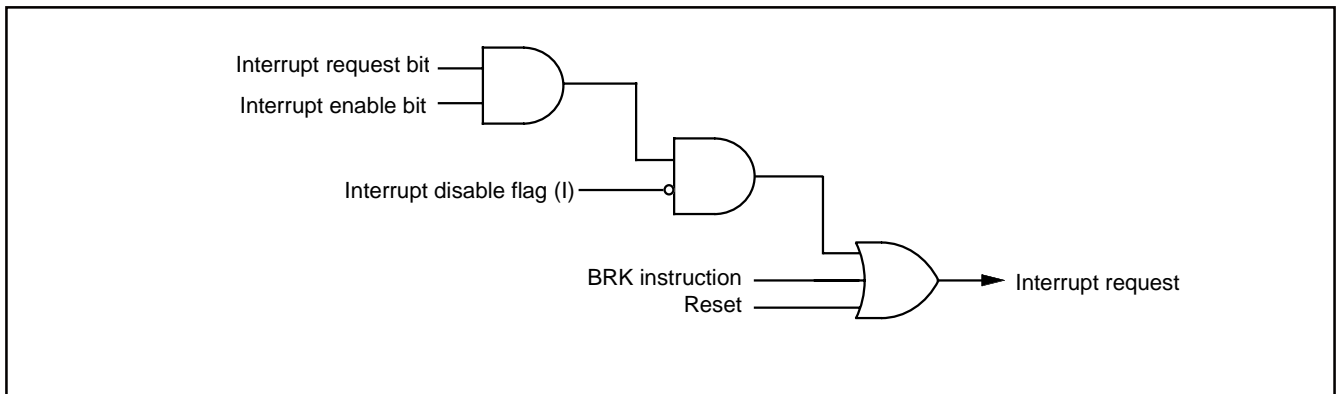 Interrupt request bit
Interrupt enable bit
Interrupt disable flag (I)
BRK instruction
Reset
Interrupt request